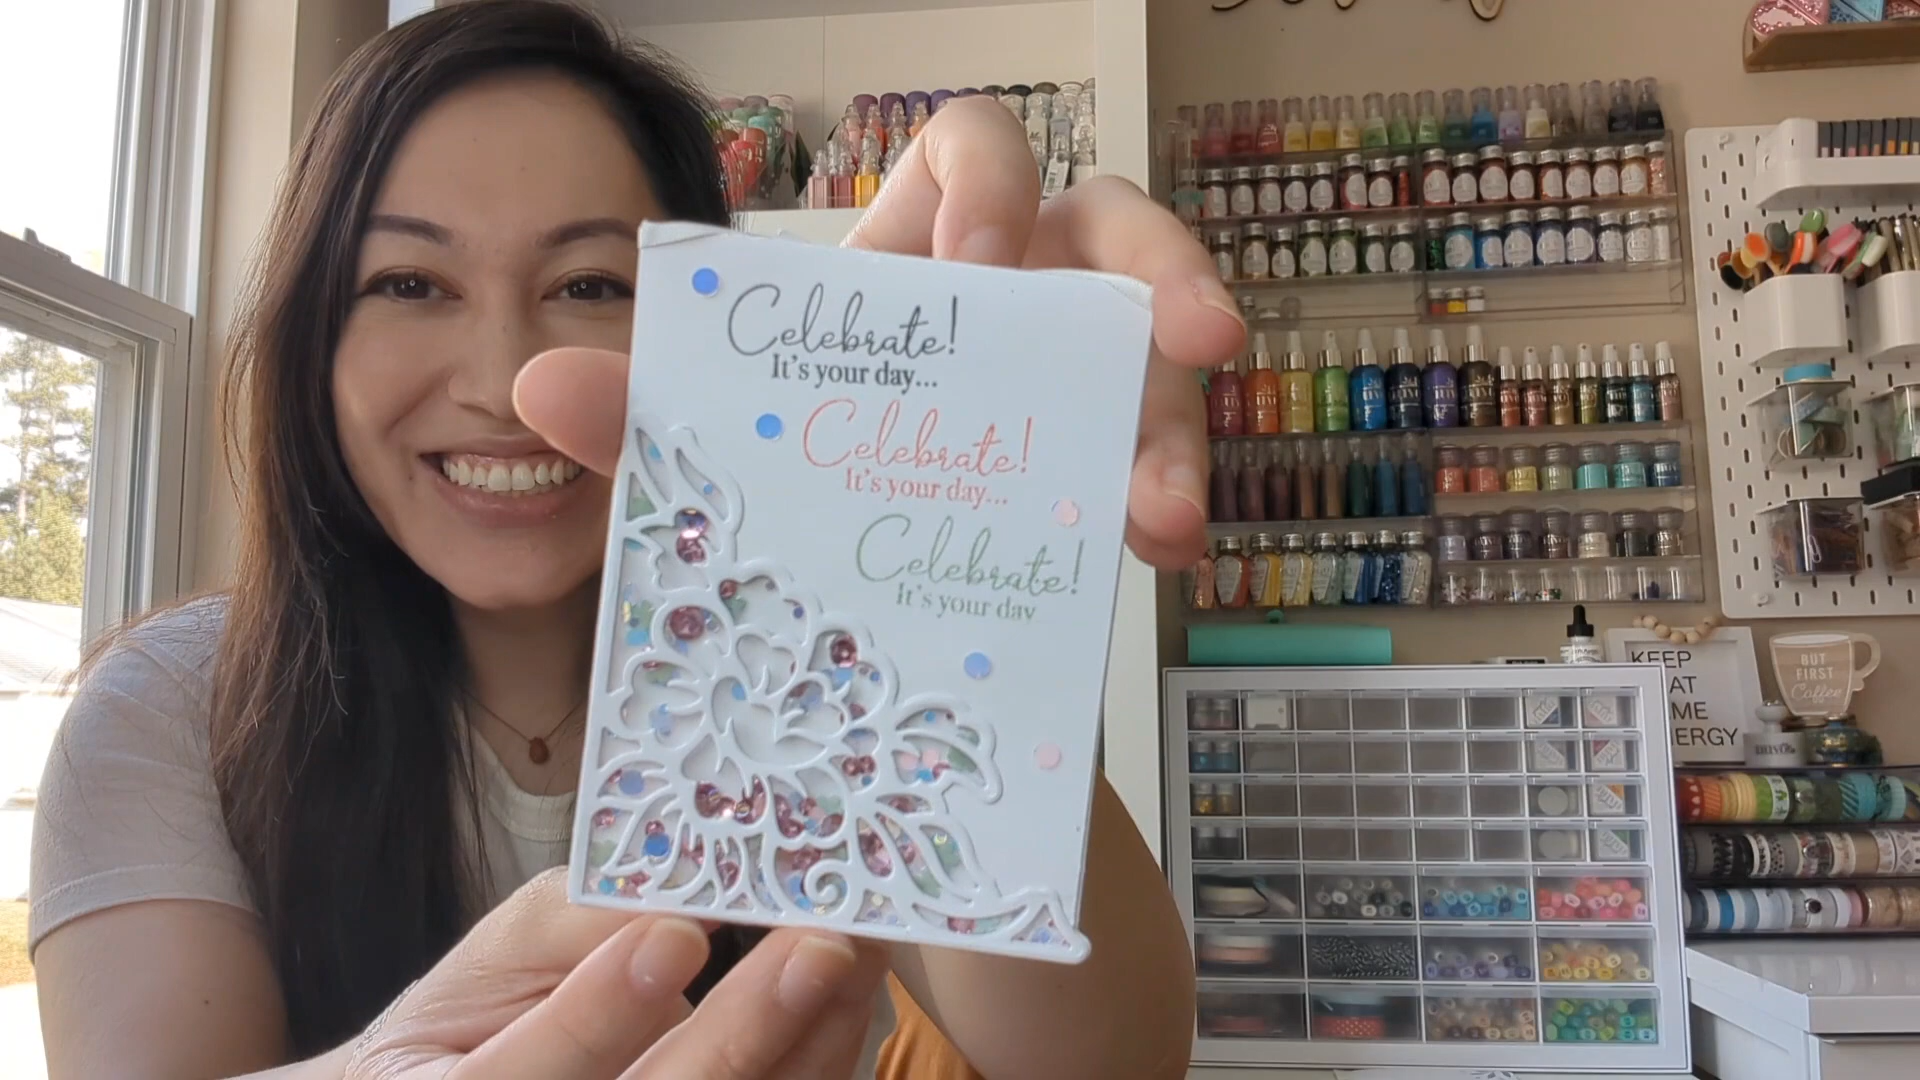 Celebrate!
It's your day...
Celebrate!
It's your day...
Celebrate!
It's your day
KEEP
AT
ME
ERGY
BUT
FIRST
Coffee
nuvo